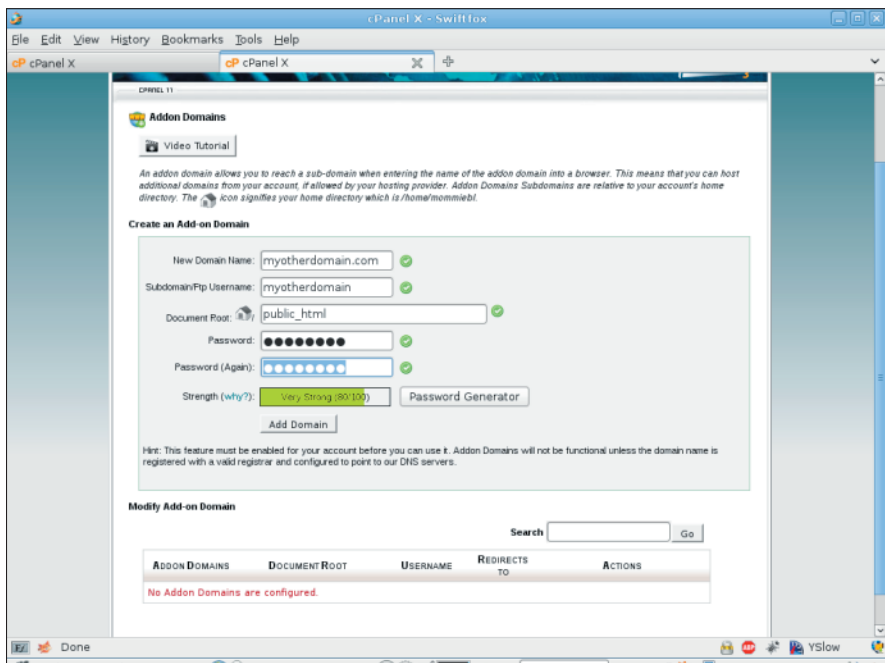 cPanel X - Swiftfox
File Edit View History Bookmarks Tools Help
cP cPanel X
cP cPanel X
CPANEL 11
Addon Domains
Video Tutorial
An addon domain allows you to reach a sub-domain when entering the name of the addon domain into a browser. This means that you can host
additional domains from your account, if allowed by your hosting provider. Addon Domains Subdomains are relative to your account's home
directory. The icon signifies your home directory which is /home/mommiebl.
Create an Add-on Domain
New Domain Name: myotherdomain.com
Subdomain/Ftp Username: myotherdomain
Document Root: / public_html
Password: ●●●●●●●●
Password (Again): ●●●●●●●●
Strength (why?): Very Strong (80/100) Password Generator
Add Domain
Hint: This feature must be enabled for your account before you can use it. Addon Domains will not be functional unless the domain name is
registered with a valid registrar and configured to point to our DNS servers.
Modify Add-on Domain
Search Go
ADDON DOMAINS DOCUMENT ROOT USERNAME REDIRECTS TO ACTIONS
No Addon Domains are configured.
Done ABP YSlow